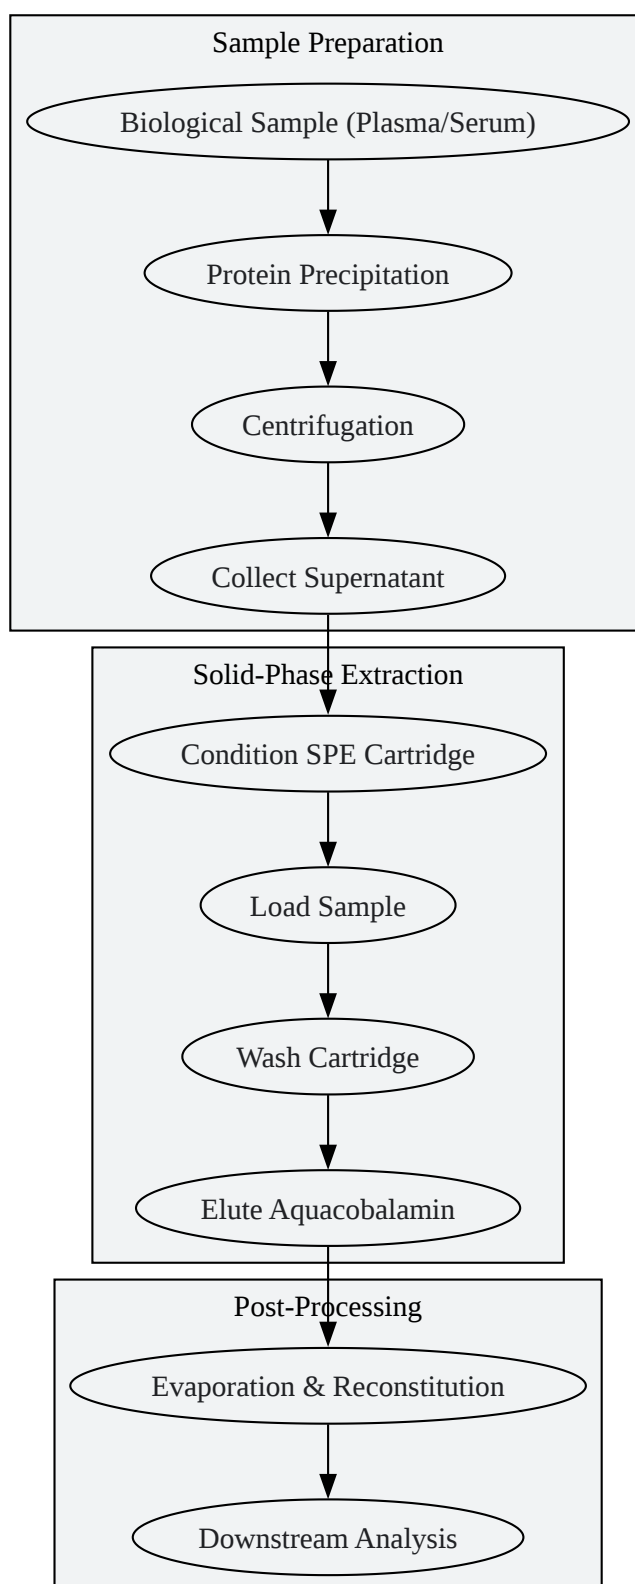 Sample Preparation
Biological Sample (Plasma/Serum)
Protein Precipitation
Centrifugation
Collect Supernatant
Solid-Phase Extraction
Condition SPE Cartridge
Load Sample
Wash Cartridge
Elute Aquacobalamin
Post-Processing
Evaporation & Reconstitution
Downstream Analysis